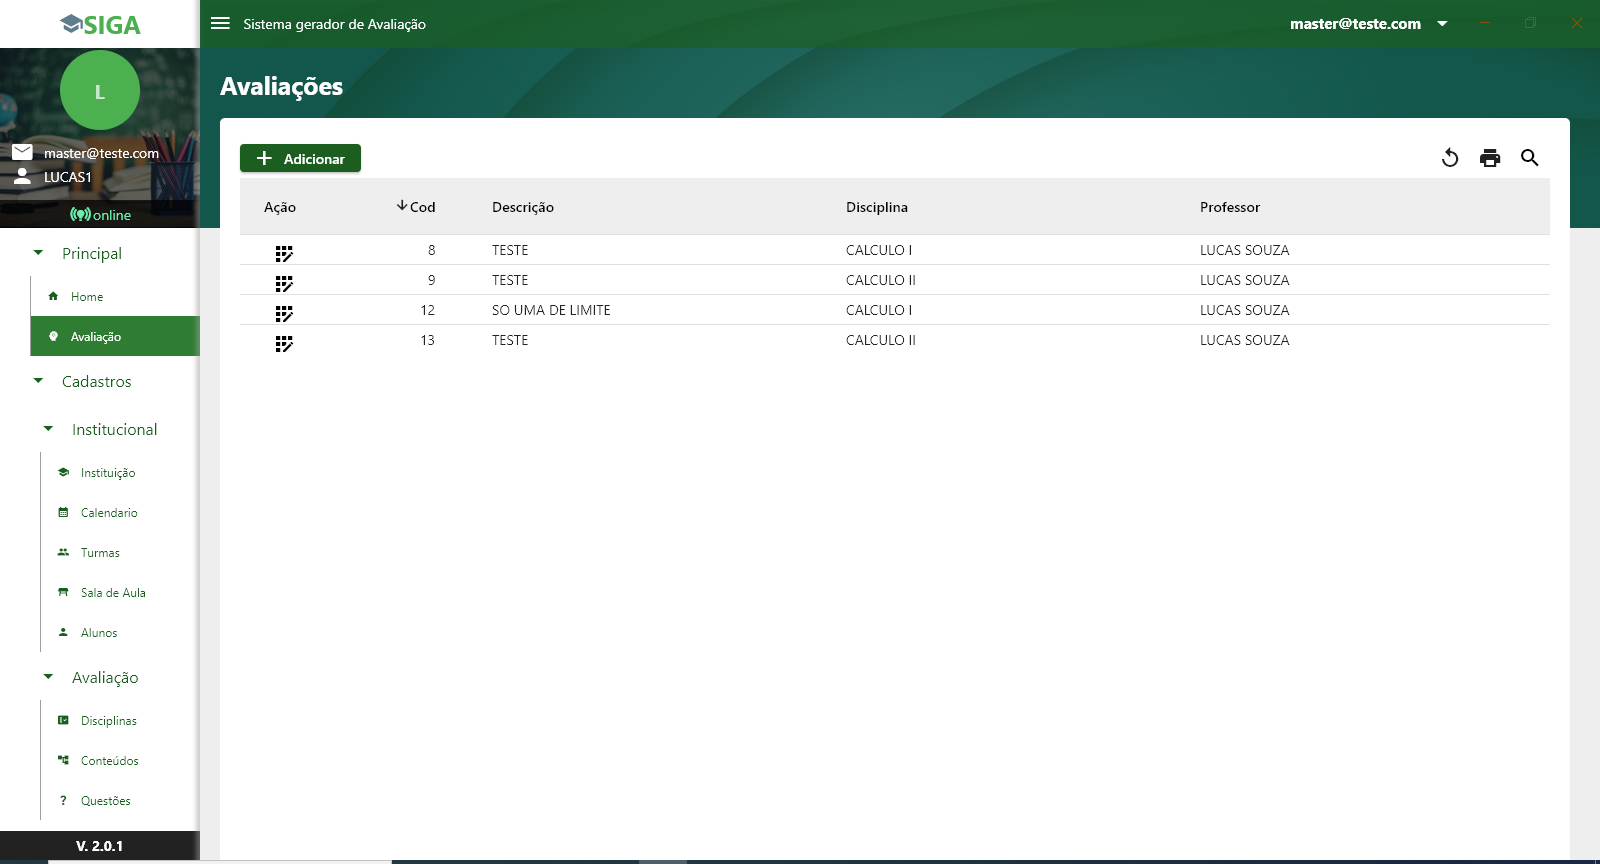 SIGA
Sistema gerador de Avaliação
master@teste.com
L
master@teste.com
LUCAS1
online
Principal
Home
Avaliação
Cadastros
Institucional
Instituição
Calendario
Turmas
Sala de Aula
Alunos
Avaliação
Disciplinas
Conteúdos
? Questões
V. 2.0.1
Avaliações
Adicionar
Ação Cod Descrição Disciplina Professor
8 TESTE CALCULO I LUCAS SOUZA
9 TESTE CALCULO II LUCAS SOUZA
12 SO UMA DE LIMITE CALCULO I LUCAS SOUZA
13 TESTE CALCULO II LUCAS SOUZA